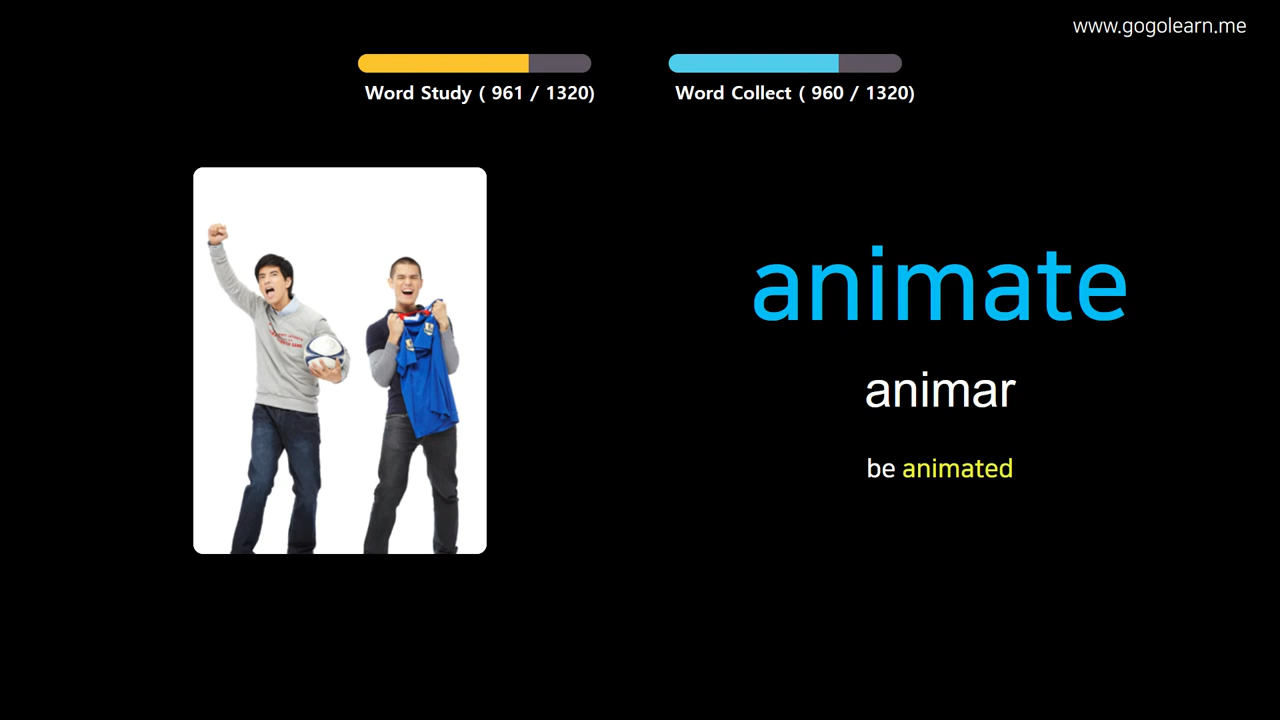 www.gogolearn.me
Word Study ( 961 / 1320)
Word Collect ( 960 / 1320)
animate
animar
be animated